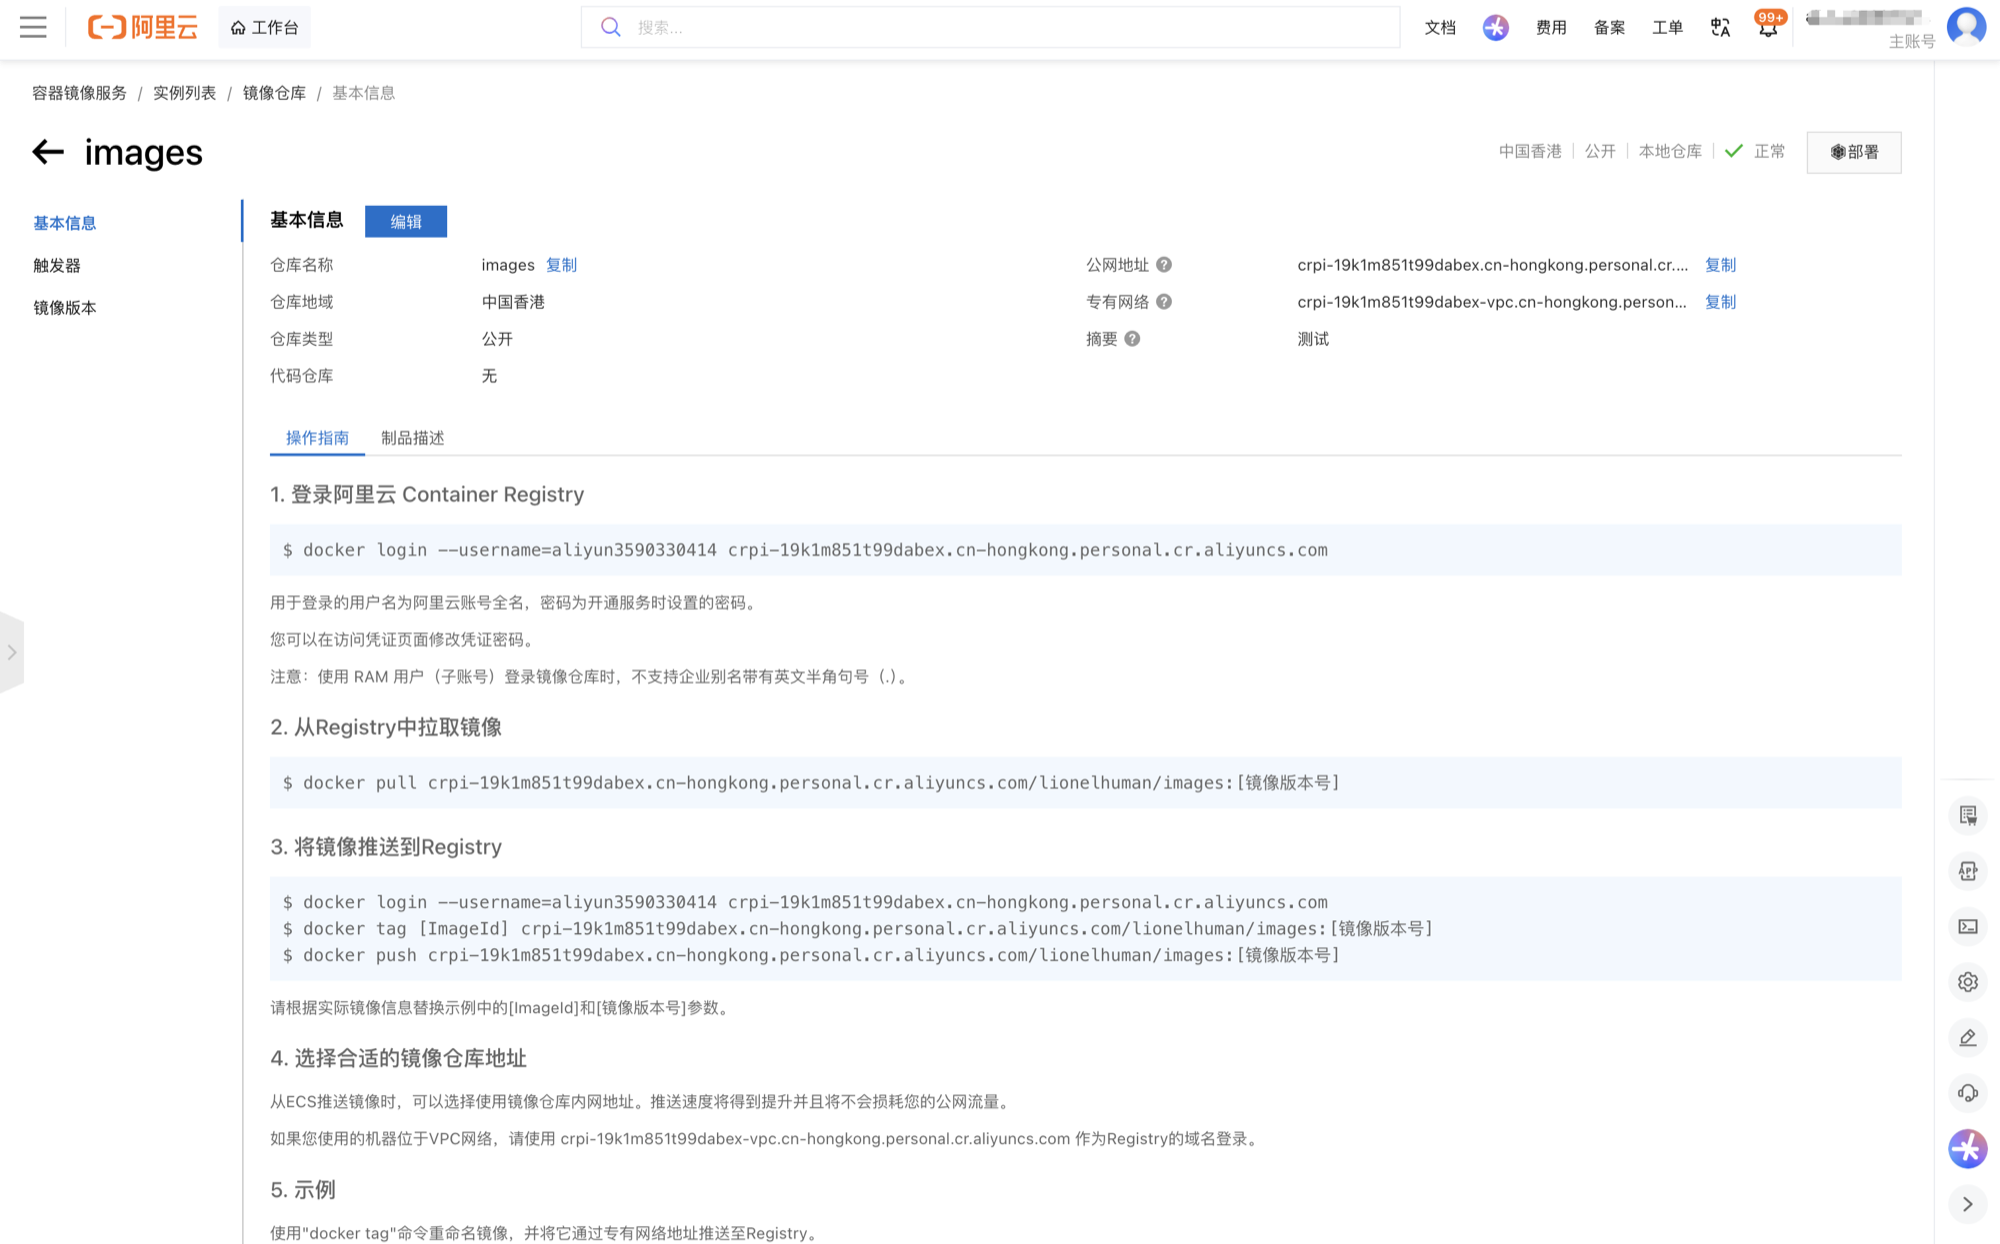 阿里云 工作台 搜索... 文档 费用 备案 工单 99+ 主账号
容器镜像服务 / 实例列表 / 镜像仓库 / 基本信息
images 中国香港 公开 本地仓库 正常 部署
基本信息
触发器
镜像版本
基本信息 编辑
仓库名称 images 复制 公网地址 crpi-19k1m851t99dabex.cn-hongkong.personal.cr.... 复制
仓库地域 中国香港 专有网络 crpi-19k1m851t99dabex-vpc.cn-hongkong.person... 复制
仓库类型 公开 摘要 测试
代码仓库 无
操作指南 制品描述
1. 登录阿里云 Container Registry
$ docker login --username=aliyun3590330414 crpi-19k1m851t99dabex.cn-hongkong.personal.cr.aliyuncs.com
用于登录的用户名为阿里云账号全名，密码为开通服务时设置的密码。
您可以在访问凭证页面修改凭证密码。
注意：使用 RAM 用户（子账号）登录镜像仓库时，不支持企业别名带有英文半角句号（.）。
2. 从Registry中拉取镜像
$ docker pull crpi-19k1m851t99dabex.cn-hongkong.personal.cr.aliyuncs.com/lionelhuman/images:[镜像版本号]
3. 将镜像推送到Registry
$ docker login --username=aliyun3590330414 crpi-19k1m851t99dabex.cn-hongkong.personal.cr.aliyuncs.com
$ docker tag [ImageId] crpi-19k1m851t99dabex.cn-hongkong.personal.cr.aliyuncs.com/lionelhuman/images:[镜像版本号]
$ docker push crpi-19k1m851t99dabex.cn-hongkong.personal.cr.aliyuncs.com/lionelhuman/images:[镜像版本号]
请根据实际镜像信息替换示例中的[ImageId]和[镜像版本号]参数。
4. 选择合适的镜像仓库地址
从ECS推送镜像时，可以选择使用镜像仓库内网地址。推送速度将得到提升并且将不会损耗您的公网流量。
如果您使用的机器位于VPC网络，请使用 crpi-19k1m851t99dabex-vpc.cn-hongkong.personal.cr.aliyuncs.com 作为Registry的域名登录。
5. 示例
使用"docker tag"命令重命名镜像，并将它通过专有网络地址推送至Registry。